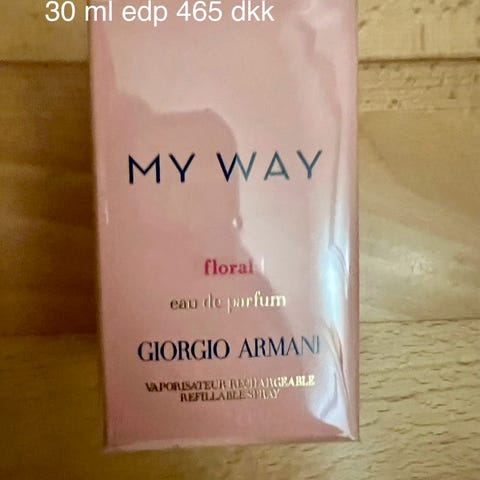 30 ml edp 465 dkk
MY WAY
floral
eau de parfum
GIORGIO ARMANI
VAPORISATEUR RECHARGEABLE
REFILLABLE SPRAY